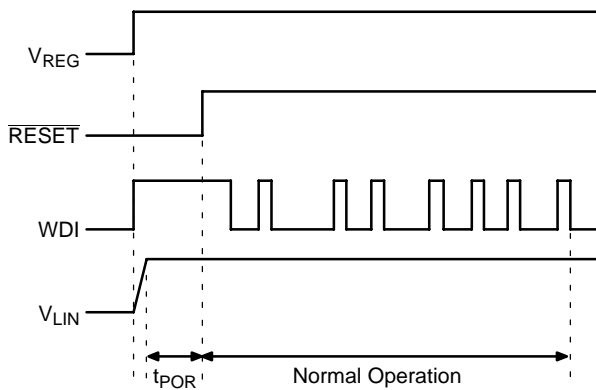 VREG
RESET
WDI
VLIN
tPOR
Normal Operation